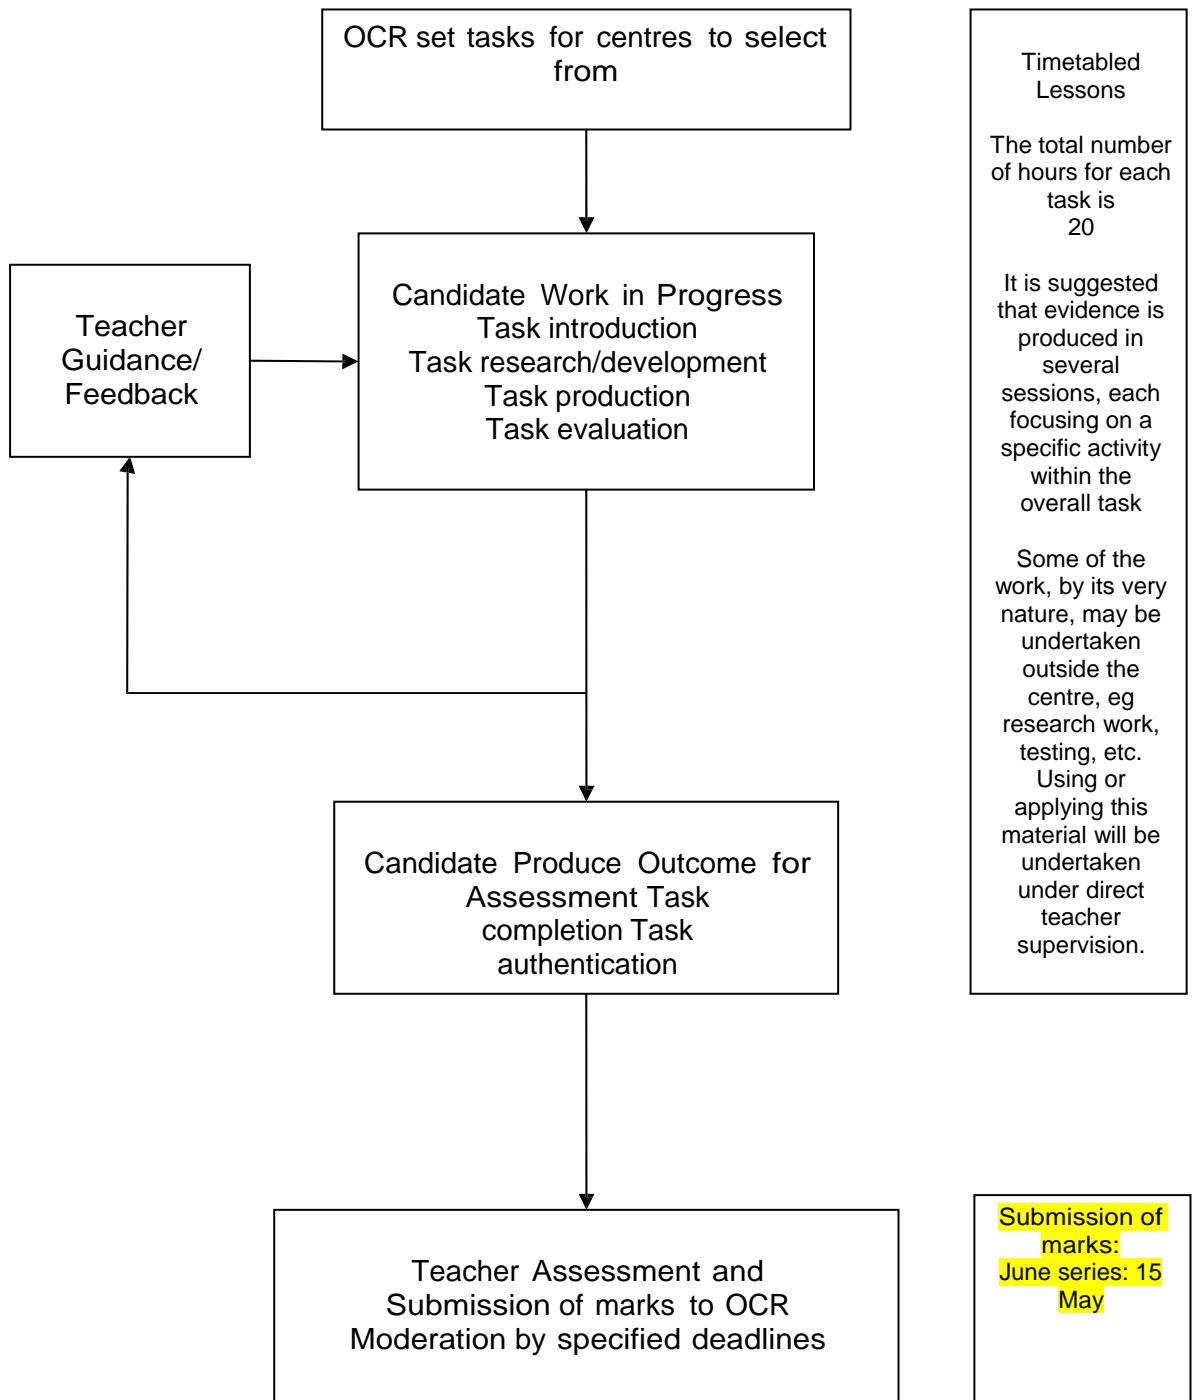 OCR set tasks for centres to select
from
Timetabled
Lessons
The total number
of hours for each
task is
20
It is suggested
that evidence is
produced in
several
sessions, each
focusing on a
specific activity
within the
overall task
Some of the
work, by its very
nature, may be
undertaken
outside the
centre, eg
research work,
testing, etc.
Using or
applying this
material will be
undertaken
under direct
teacher
supervision.
Teacher
Guidance/
Feedback
Candidate Work in Progress
Task introduction
Task research/development
Task production
Task evaluation
Candidate Produce Outcome for
Assessment Task
completion Task
authentication
Teacher Assessment and
Submission of marks to OCR
Moderation by specified deadlines
Submission of
marks:
June series: 15
May